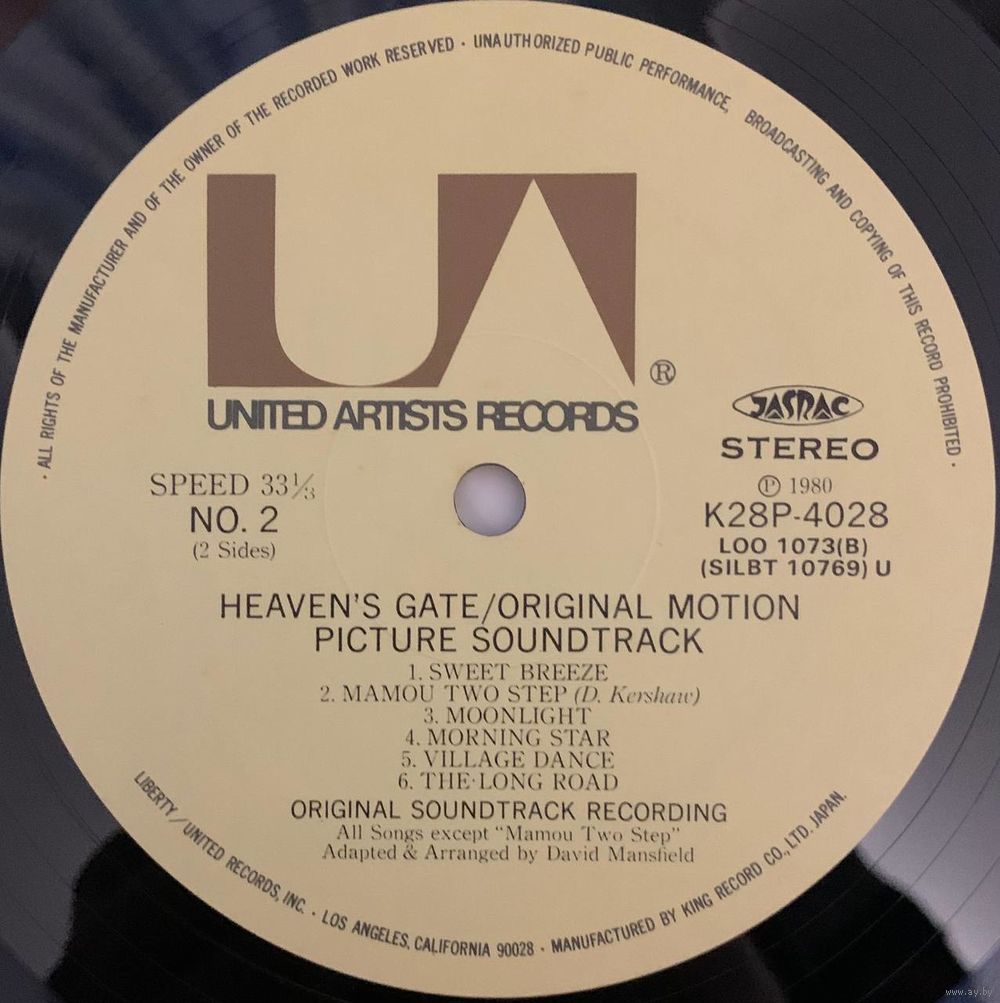 · ALL RIGHTS OF THE MANUFACTURER AND OF THE OWNER OF THE RECORDED WORK RESERVED · UNAUTHORIZED PUBLIC PERFORMANCE, BROADCASTING AND COPYING OF THIS RECORD PROHIBITED ·
UA
®
UNITED ARTISTS RECORDS
JASRAC
STEREO
SPEED 33⅓
NO. 2
(2 Sides)
Ⓟ 1980
K28P-4028
LOO 1073(B)
(SILBT 10769) U
HEAVEN'S GATE/ORIGINAL MOTION
PICTURE SOUNDTRACK
1. SWEET BREEZE
2. MAMOU TWO STEP (D. Kershaw)
3. MOONLIGHT
4. MORNING STAR
5. VILLAGE DANCE
6. THE·LONG ROAD
ORIGINAL SOUNDTRACK RECORDING
All Songs except "Mamou Two Step"
Adapted & Arranged by David Mansfield
LIBERTY/UNITED RECORDS, INC. · LOS ANGELES, CALIFORNIA 90028 · MANUFACTURED BY KING RECORD CO., LTD. JAPAN.
www.ay.by